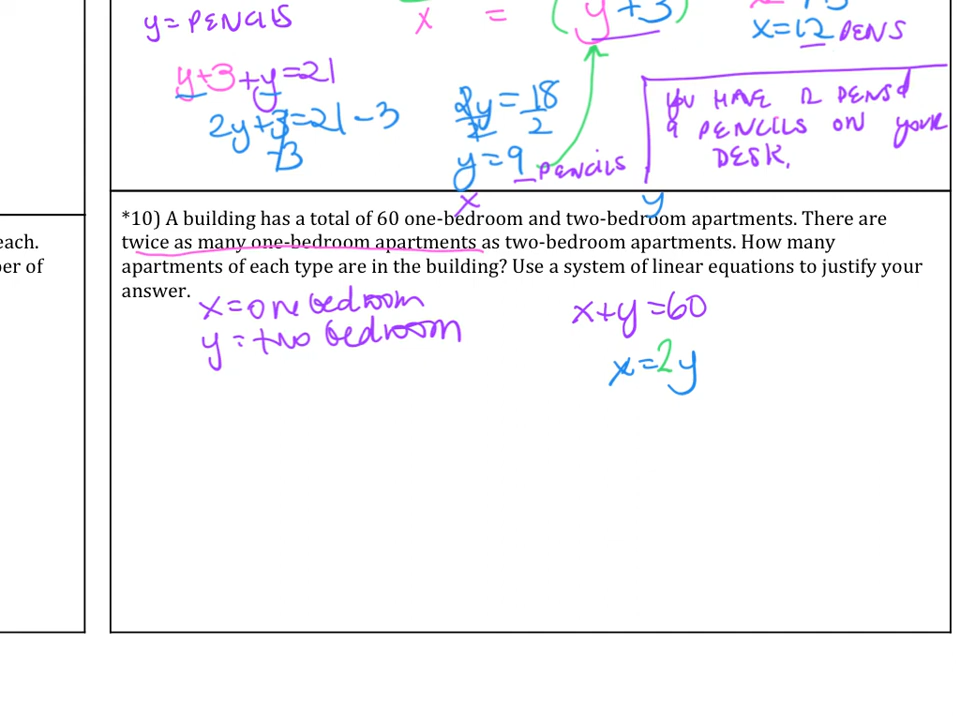 y = PENCILS
x = (y + 3)
x = 12 PENS
y + 3 + y = 21
2y + 3 = 21 - 3
-3
2y = 18
2 2
y = 9 PENCILS
YOU HAVE 12 PENS &
9 PENCILS ON YOUR
DESK.
x y
*10) A building has a total of 60 one-bedroom and two-bedroom apartments. There are
twice as many one-bedroom apartments as two-bedroom apartments. How many
apartments of each type are in the building? Use a system of linear equations to justify your
answer.
each.
er of
x = one bedroom
y = two bedroom
x + y = 60
x = 2y